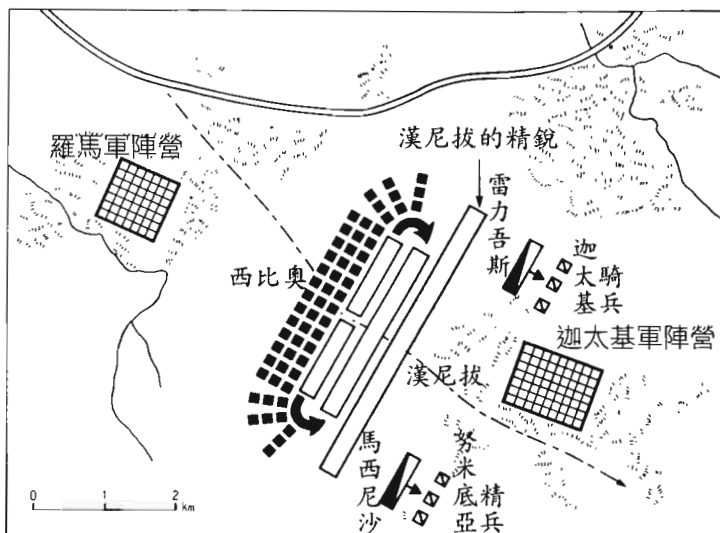 羅馬軍陣營
漢尼拔的精銳
雷力吾斯
迦太基騎兵
西比奧
迦太基軍陣營
漢尼拔
馬西尼沙
努米底亞精兵
0 1 2
km